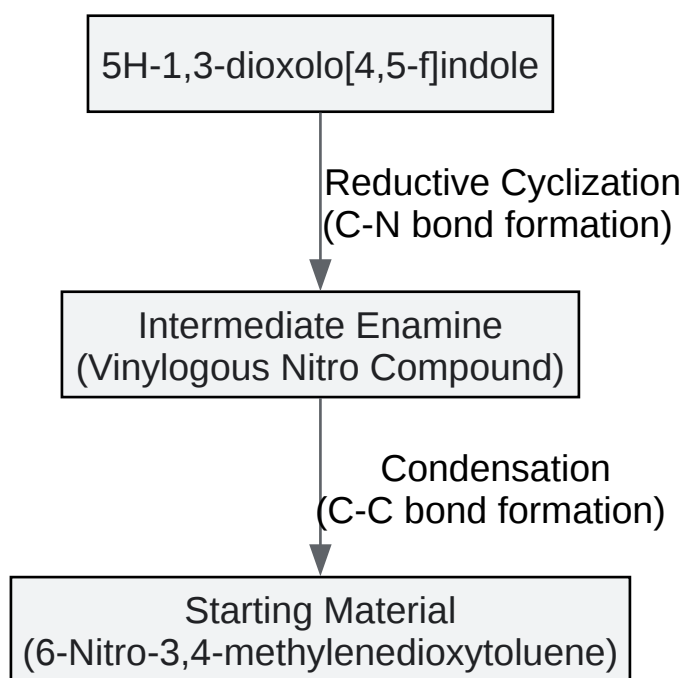 5H-1,3-dioxolo[4,5-f]indole
Reductive Cyclization
(C-N bond formation)
Intermediate Enamine
(Vinylogous Nitro Compound)
Condensation
(C-C bond formation)
Starting Material
(6-Nitro-3,4-methylenedioxytoluene)